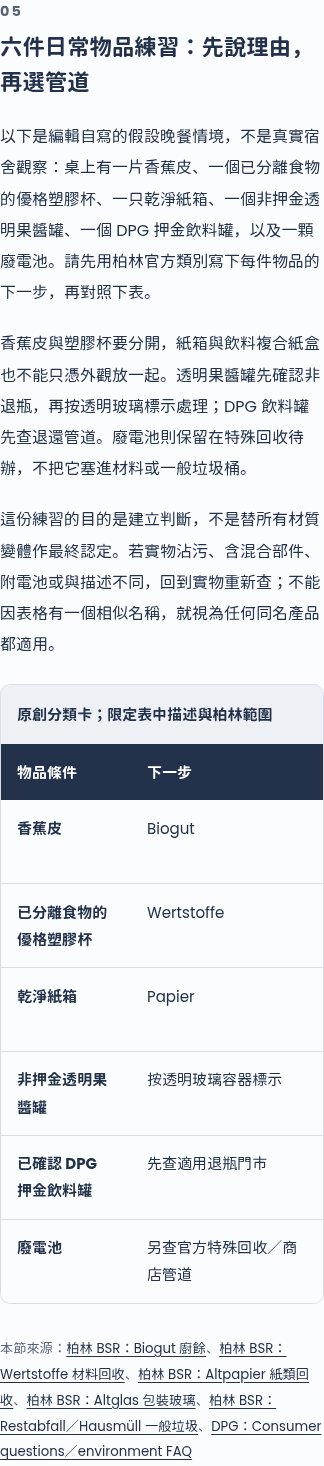 05
六件日常物品練習：先說理由，
再選管道
以下是編輯自寫的假設晚餐情境，不是真實宿
舍觀察：桌上有一片香蕉皮、一個已分離食物
的優格塑膠杯、一只乾淨紙箱、一個非押金透
明果醬罐、一個 DPG 押金飲料罐，以及一顆
廢電池。請先用柏林官方類別寫下每件物品的
下一步，再對照下表。
香蕉皮與塑膠杯要分開，紙箱與飲料複合紙盒
也不能只憑外觀放一起。透明果醬罐先確認非
退瓶，再按透明玻璃標示處理；DPG 飲料罐
先查退還管道。廢電池則保留在特殊回收待
辦，不把它塞進材料或一般垃圾桶。
這份練習的目的是建立判斷，不是替所有材質
變體作最終認定。若實物沾污、含混合部件、
附電池或與描述不同，回到實物重新查；不能
因表格有一個相似名稱，就視為任何同名產品
都適用。
原創分類卡；限定表中描述與柏林範圍
物品條件 下一步
香蕉皮 Biogut
已分離食物的 Wertstoffe
優格塑膠杯
乾淨紙箱 Papier
非押金透明果 按透明玻璃容器標示
醬罐
已確認 DPG 先查適用退瓶門市
押金飲料罐
廢電池 另查官方特殊回收／商
店管道
本節來源：柏林 BSR：Biogut 廚餘、柏林 BSR：
Wertstoffe 材料回收、柏林 BSR：Altpapier 紙類回
收、柏林 BSR：Altglas 包裝玻璃、柏林 BSR：
Restabfall／Hausmüll 一般垃圾、DPG：Consumer
questions／environment FAQ